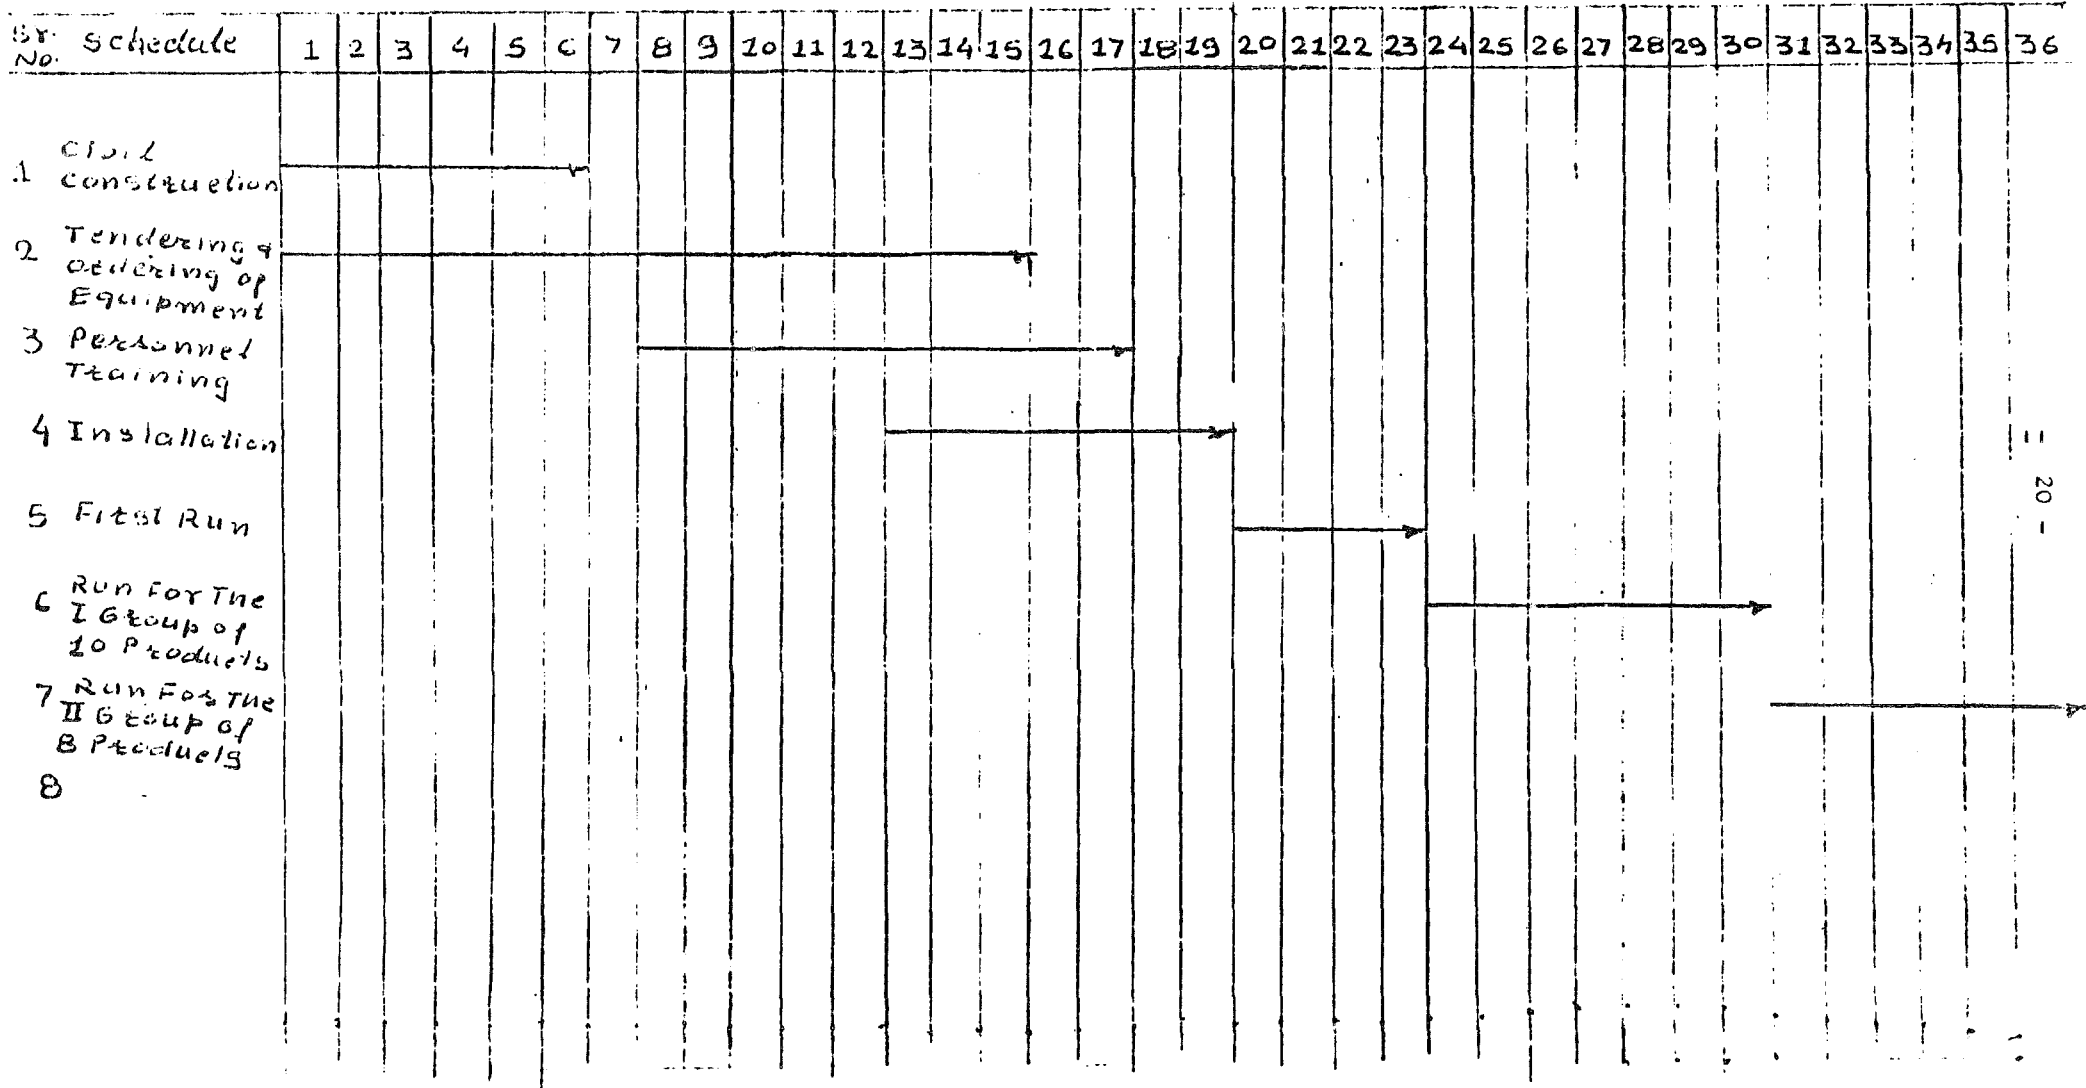 Sr. No. Schedule 1 2 3 4 5 6 7 8 9 10 11 12 13 14 15 16 17 18 19 20 21 22 23 24 25 26 27 28 29 30 31 32 33 34 35 36
1 Civil
Construction
2 Tendering &
Ordering of
Equipment
3 Personnel
Training
4 Installation
5 First Run
6 Run For The
I Group of
10 Products
7 Run For The
II Group of
8 Products
8
:: 20 -